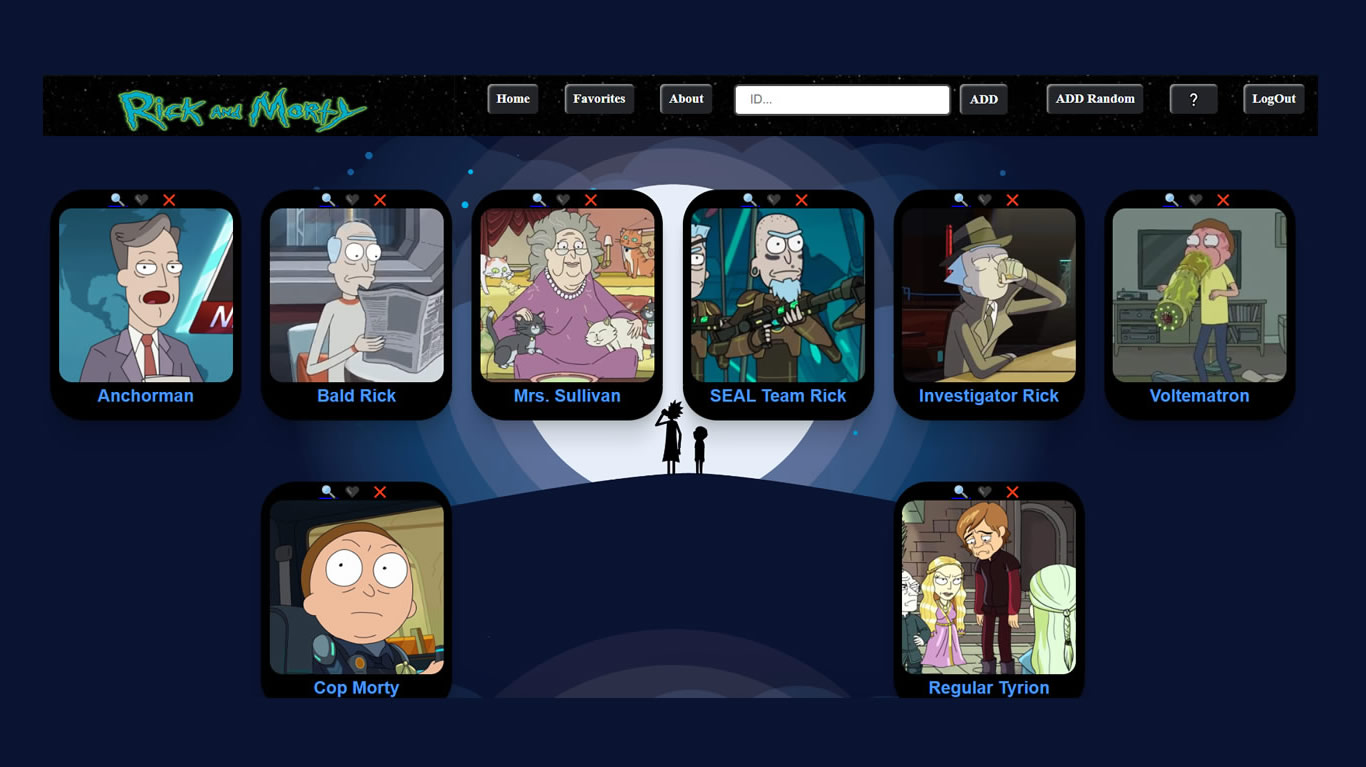 Rick and Morty
Home
Favorites
About
ID...
ADD
ADD Random
?
LogOut
Anchorman
Bald Rick
Mrs. Sullivan
SEAL Team Rick
Investigator Rick
Voltematron
Cop Morty
Regular Tyrion